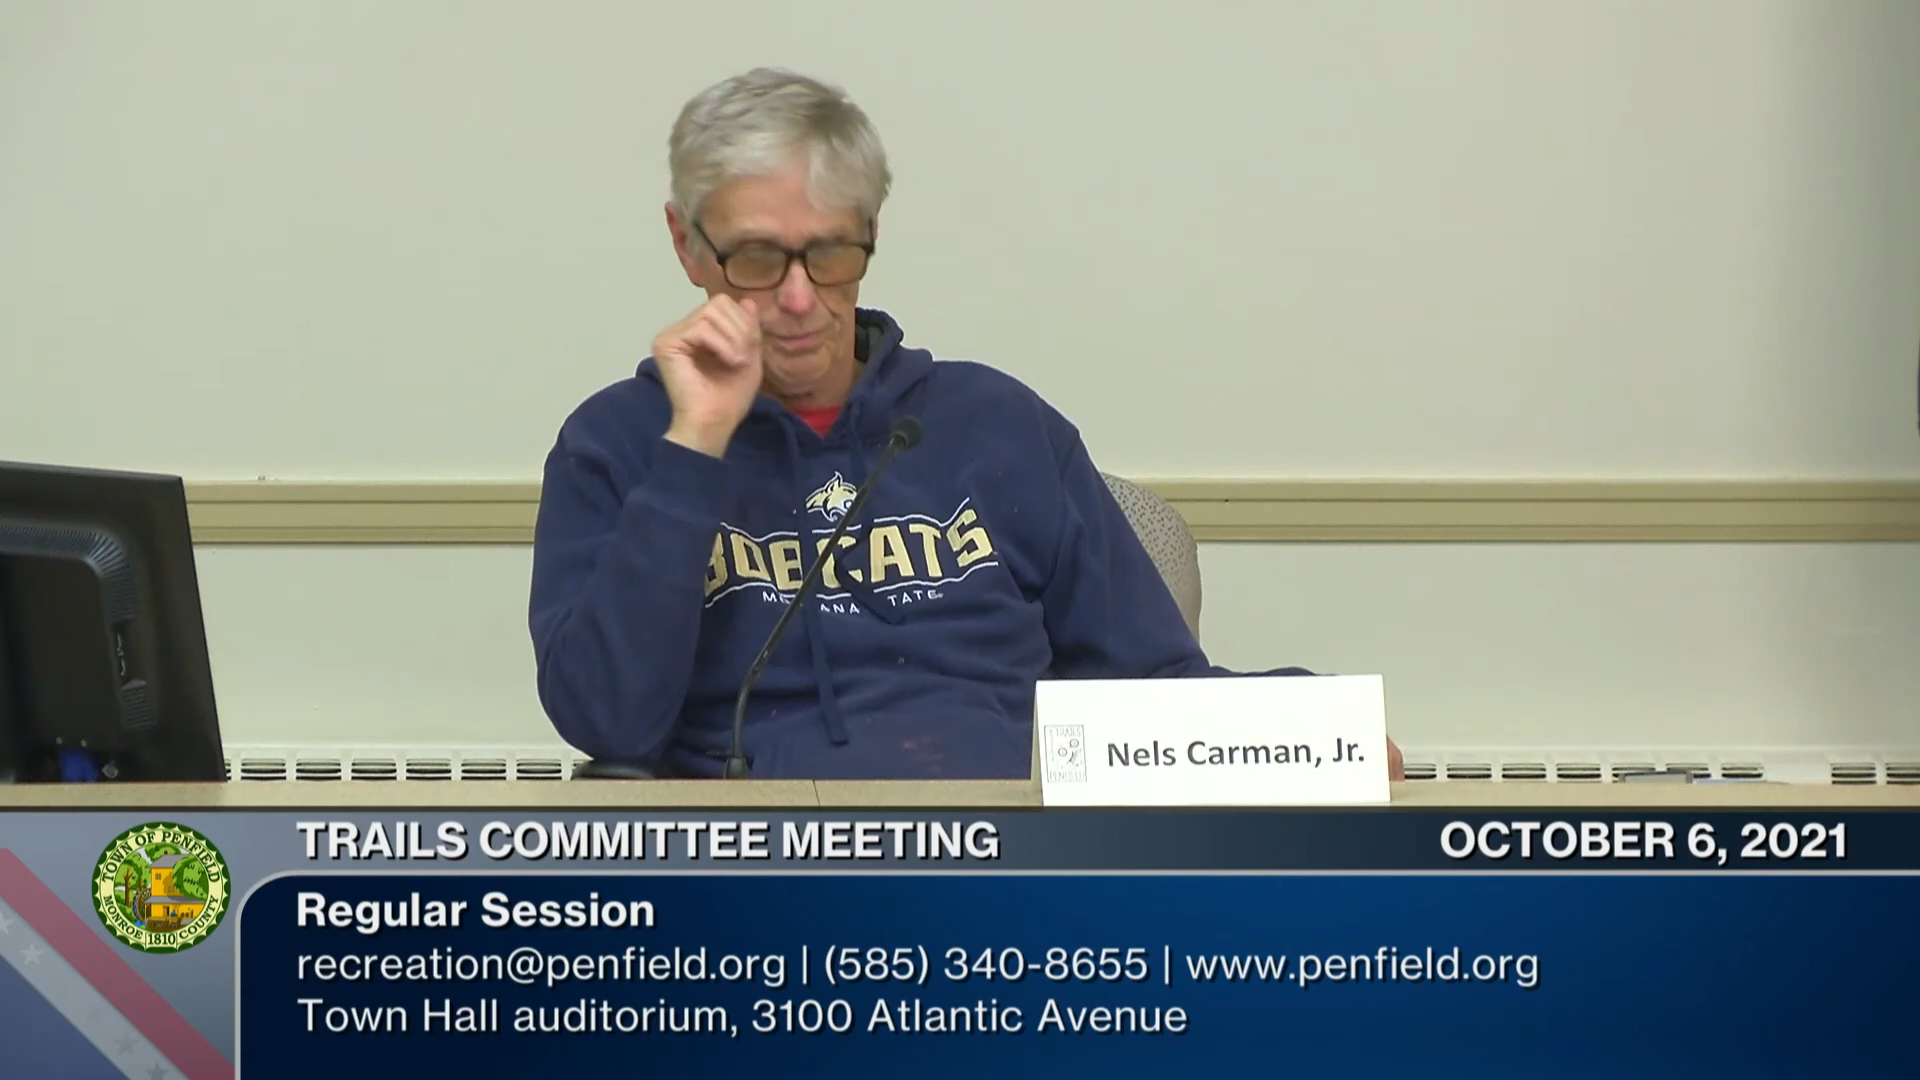 BOBCATS
Nels Carman, Jr.
TRAILS COMMITTEE MEETING
OCTOBER 6, 2021
TOWN OF PENFIELD
1810
MONROE COUNTY
Regular Session
recreation@penfield.org | (585) 340-8655 | www.penfield.org
Town Hall auditorium, 3100 Atlantic Avenue